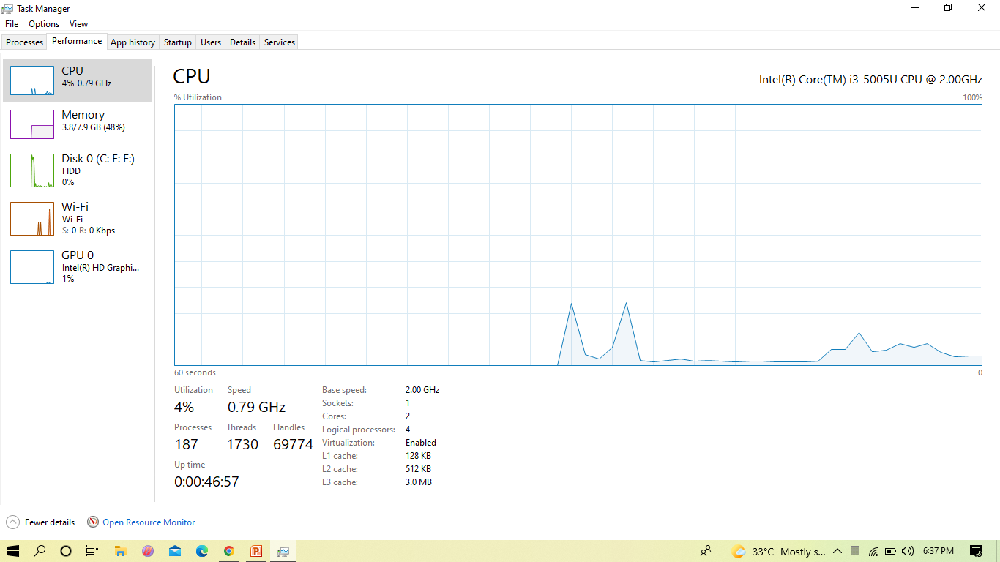 Task Manager
File Options View
Processes Performance App history Startup Users Details Services
CPU
4% 0.79 GHz
Memory
3.8/7.9 GB (48%)
Disk 0 (C: E: F:)
HDD
0%
Wi-Fi
Wi-Fi
S: 0 R: 0 Kbps
GPU 0
Intel(R) HD Graphi...
1%
CPU Intel(R) Core(TM) i3-5005U CPU @ 2.00GHz
% Utilization 100%
60 seconds 0
Utilization Speed
4% 0.79 GHz
Processes Threads Handles
187 1730 69774
Up time
0:00:46:57
Base speed: 2.00 GHz
Sockets: 1
Cores: 2
Logical processors: 4
Virtualization: Enabled
L1 cache: 128 KB
L2 cache: 512 KB
L3 cache: 3.0 MB
Fewer details Open Resource Monitor
33°C Mostly s... 6:37 PM